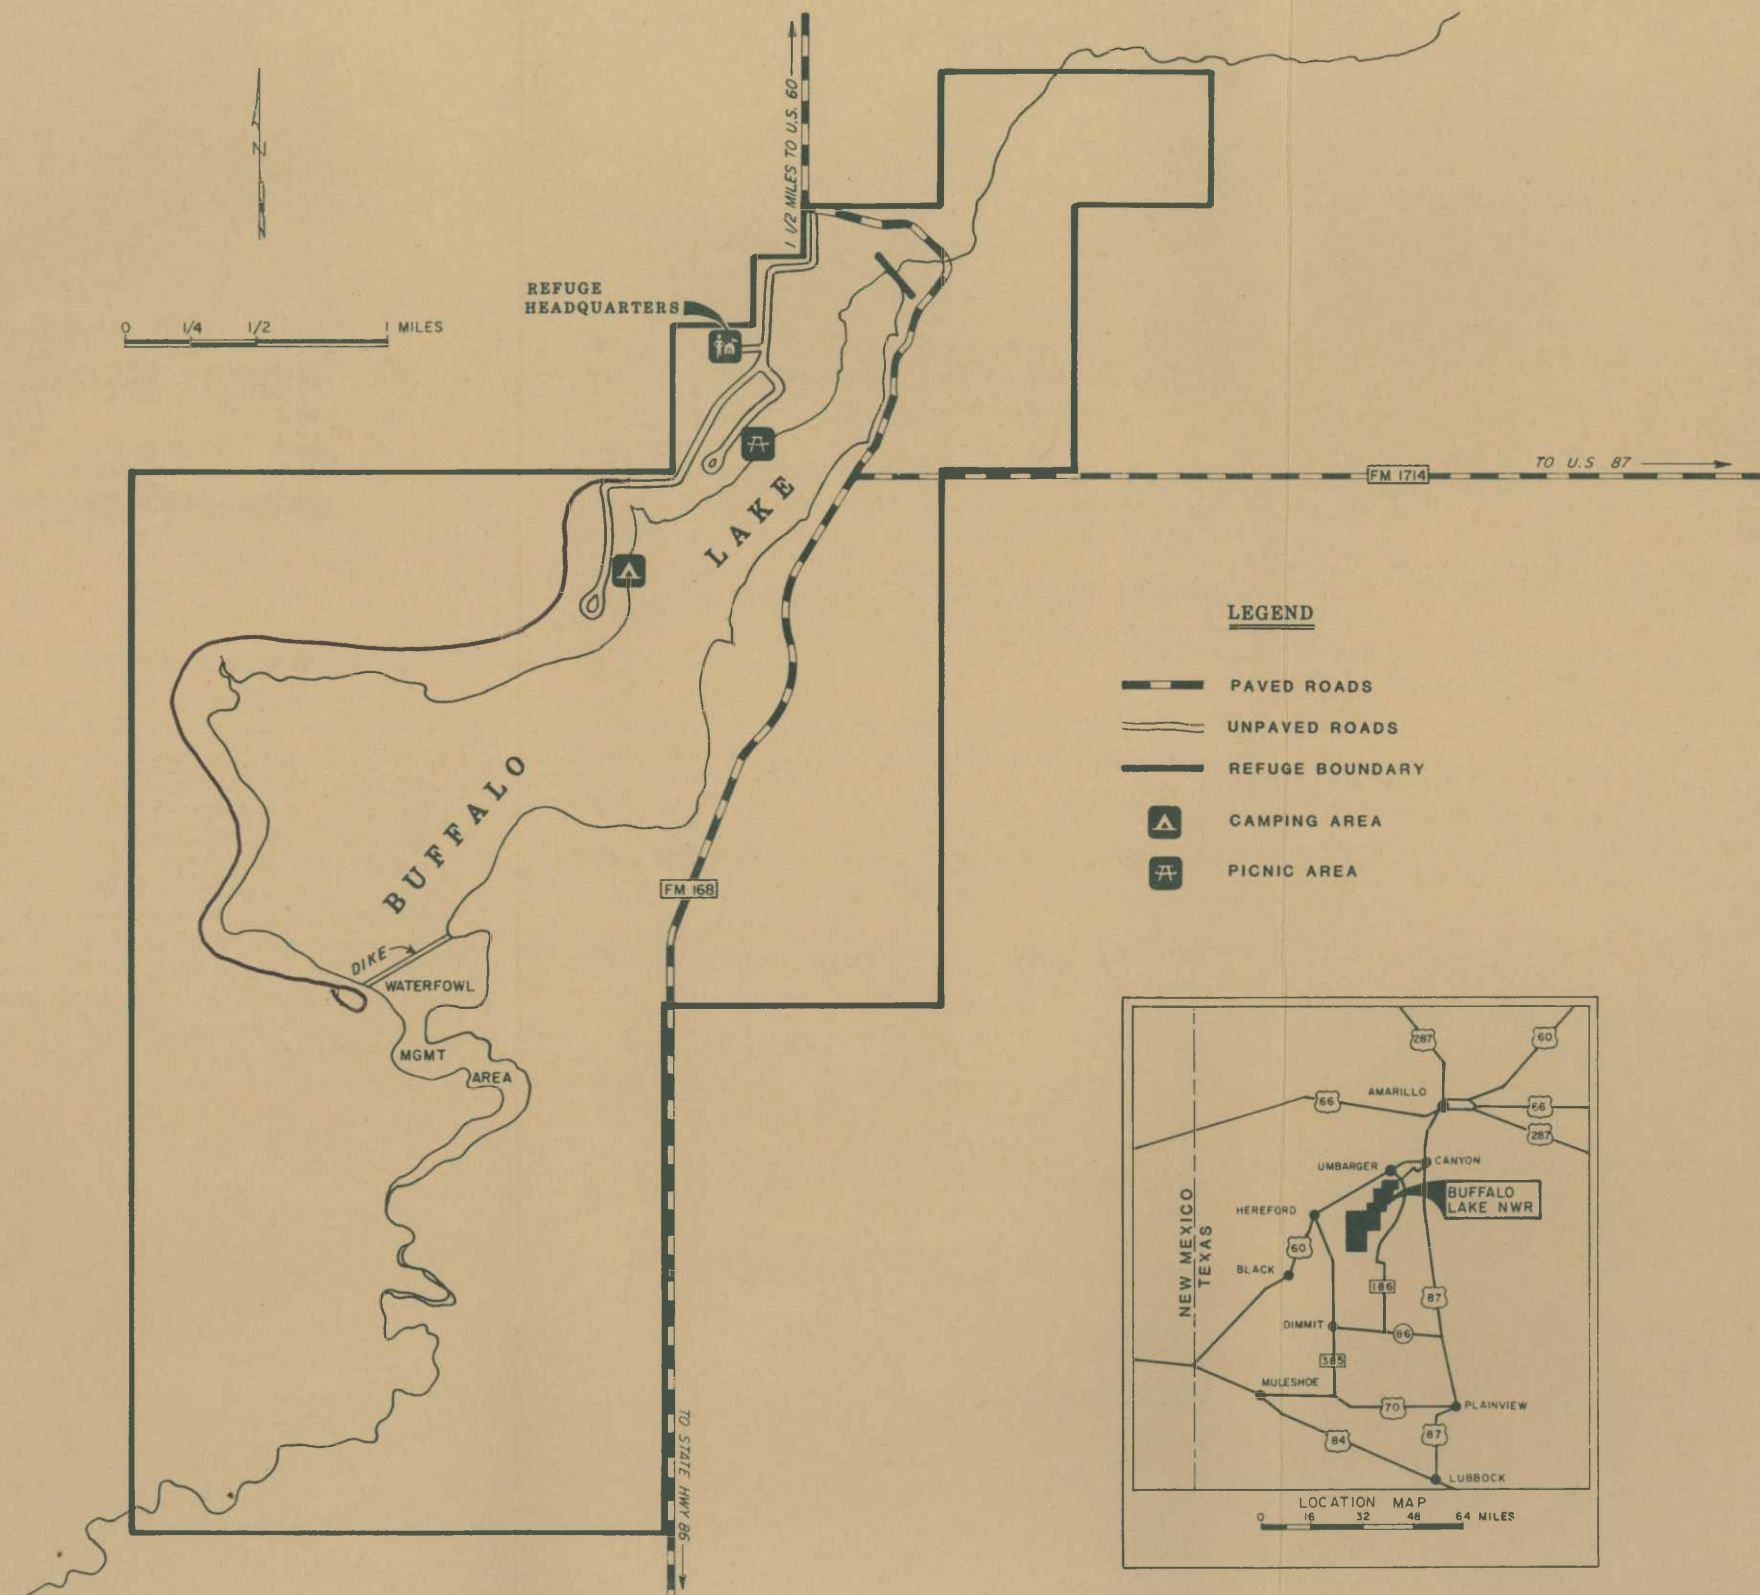 1 1/2 MILES TO U.S. 60
N
REFUGE
HEADQUARTERS
0 1/4 1/2 1 MILES
TO U.S 87
FM 1714
LAKE
BUFFALO
FM 168
DIKE
WATERFOWL
MGMT
AREA
TO STATE HWY 86
LEGEND
PAVED ROADS
UNPAVED ROADS
REFUGE BOUNDARY
CAMPING AREA
PICNIC AREA
287
60
AMARILLO
66
66
287
UMBARGER
CANYON
BUFFALO
LAKE NWR
HEREFORD
NEW MEXICO
TEXAS
60
BLACK
186
87
DIMMIT
86
385
MULESHOE
70
PLAINVIEW
84
87
LUBBOCK
LOCATION MAP
0 16 32 48 64 MILES